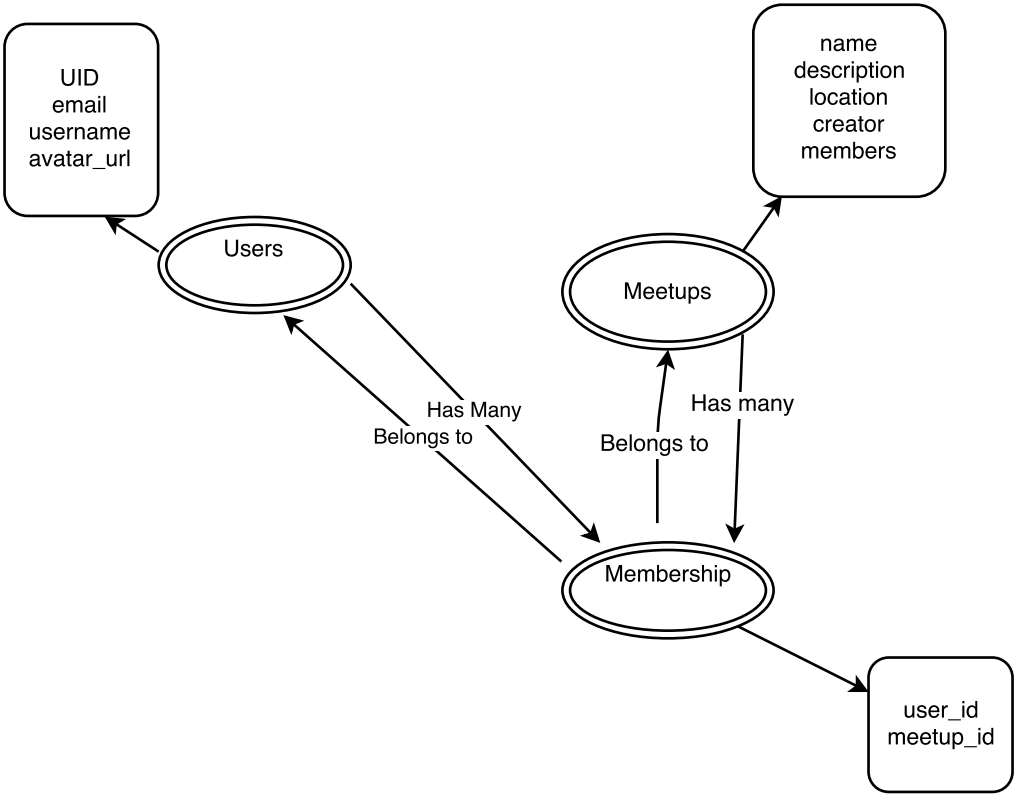 UID
email
username
avatar_url
name
description
location
creator
members
Users
Meetups
Has Many
Belongs to
Has many
Belongs to
Membership
user_id
meetup_id